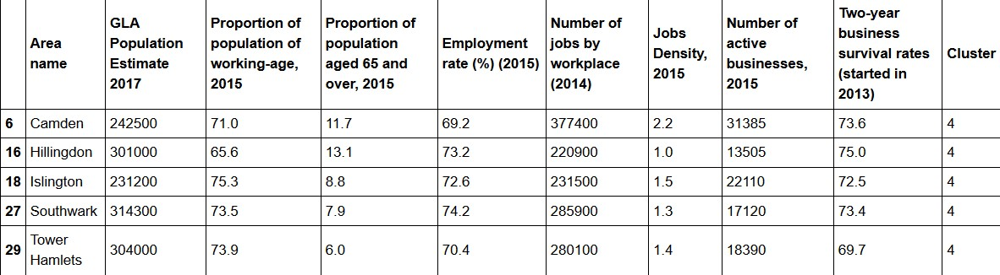 Area name
GLA Population Estimate 2017
Proportion of population of working-age, 2015
Proportion of population aged 65 and over, 2015
Employment rate (%) (2015)
Number of jobs by workplace (2014)
Jobs Density, 2015
Number of active businesses, 2015
Two-year business survival rates (started in 2013)
Cluster
6 Camden 242500 71.0 11.7 69.2 377400 2.2 31385 73.6 4
16 Hillingdon 301000 65.6 13.1 73.2 220900 1.0 13505 75.0 4
18 Islington 231200 75.3 8.8 72.6 231500 1.5 22110 72.5 4
27 Southwark 314300 73.5 7.9 74.2 285900 1.3 17120 73.4 4
29 Tower Hamlets 304000 73.9 6.0 70.4 280100 1.4 18390 69.7 4